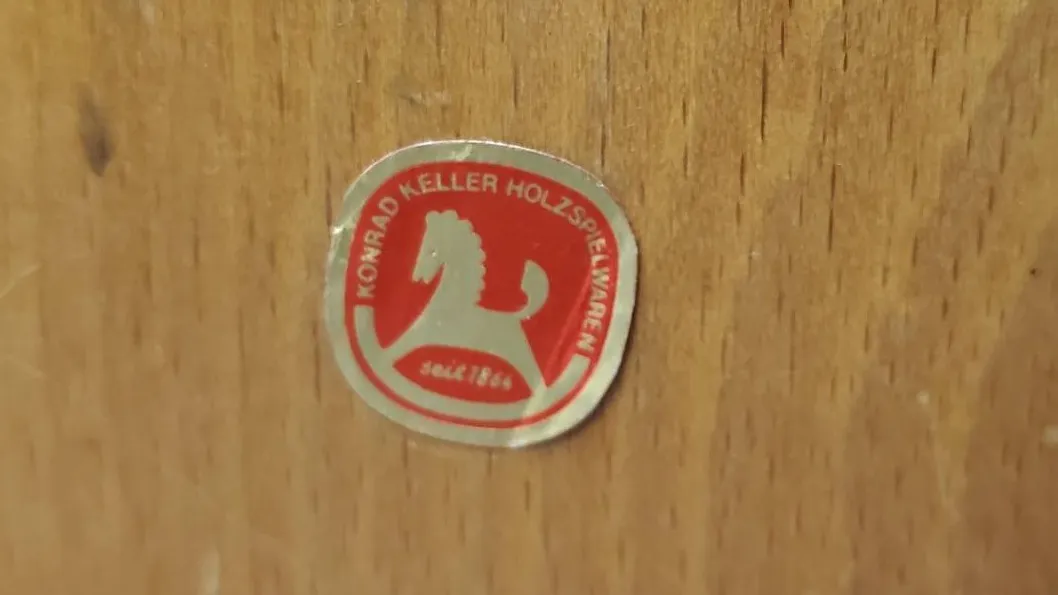 KONRAD KELLER HOLZSPIELWAREN
seit 1864